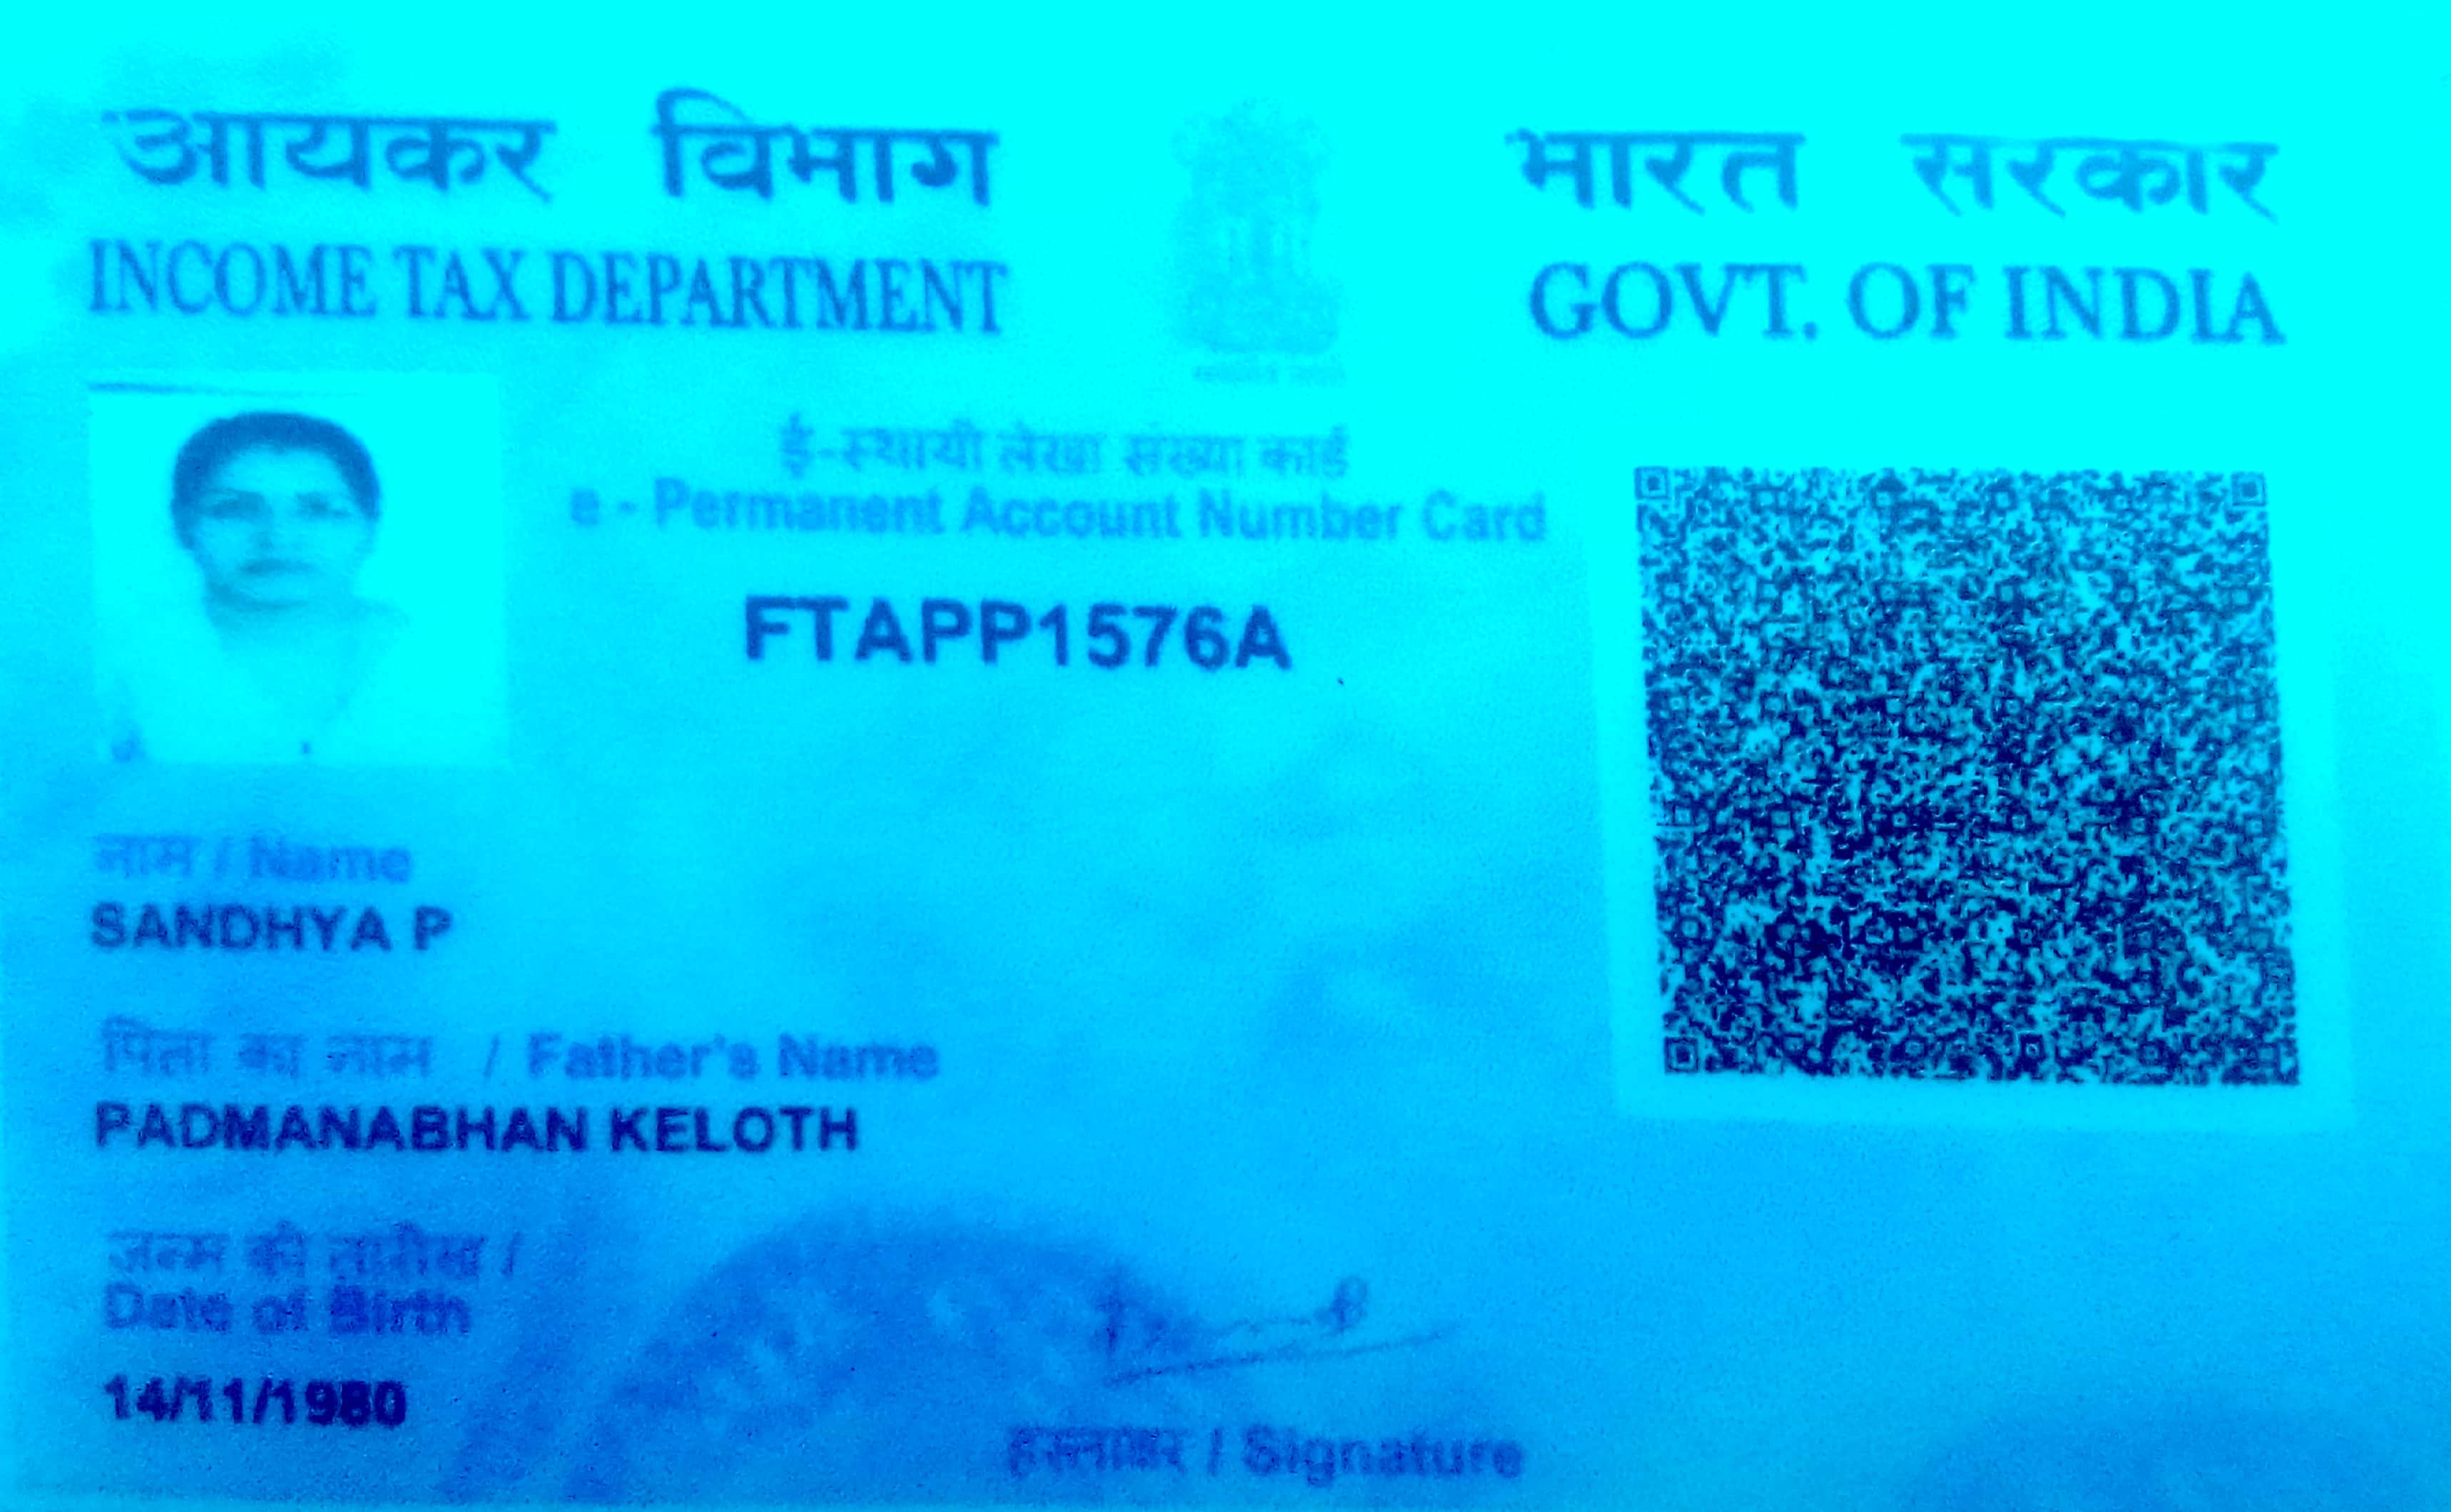 आयकर विभाग
INCOME TAX DEPARTMENT
भारत सरकार
GOVT. OF INDIA
ई-स्थायी लेखा संख्या कार्ड
e - Permanent Account Number Card
FTAPP1576A
नाम / Name
SANDHYA P
पिता का नाम / Father's Name
PADMANABHAN KELOTH
जन्म की तारीख /
Date of Birth
14/11/1980
हस्ताक्षर / Signature